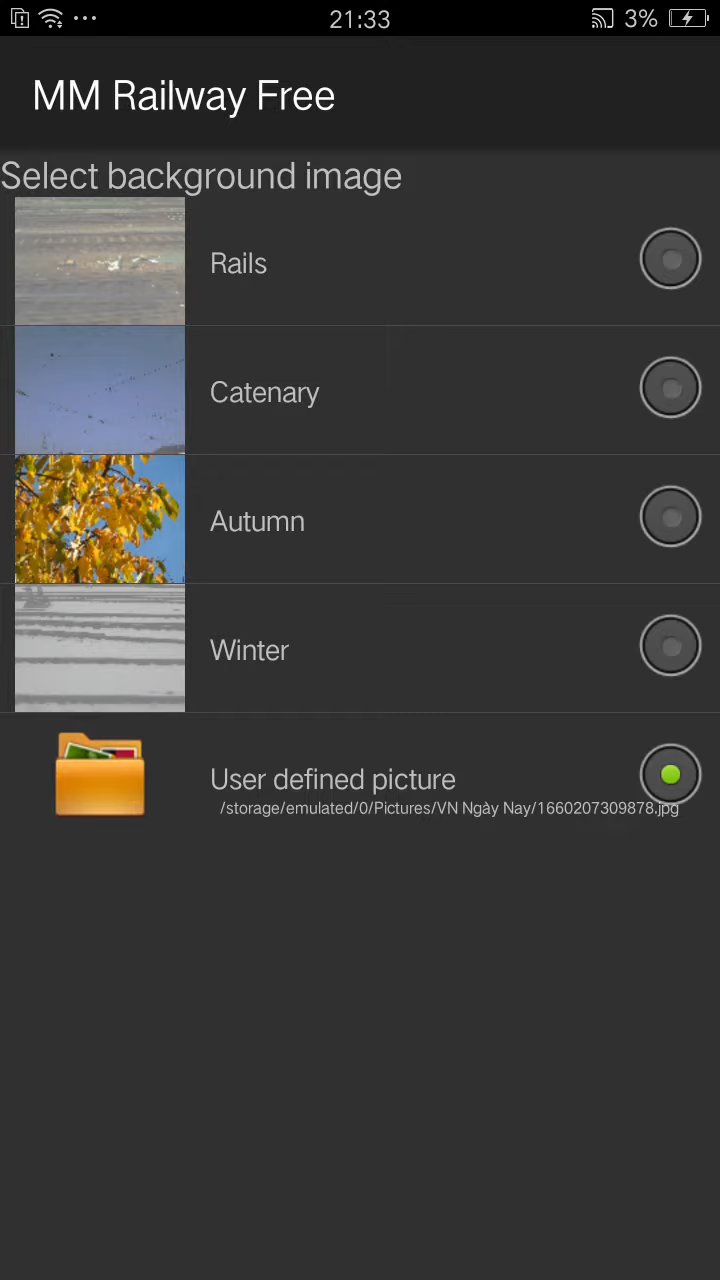 21:33
3%
MM Railway Free
Select background image
Rails
Catenary
Autumn
Winter
User defined picture
/storage/emulated/0/Pictures/VN Ngày Nay/1660207309878.jpg